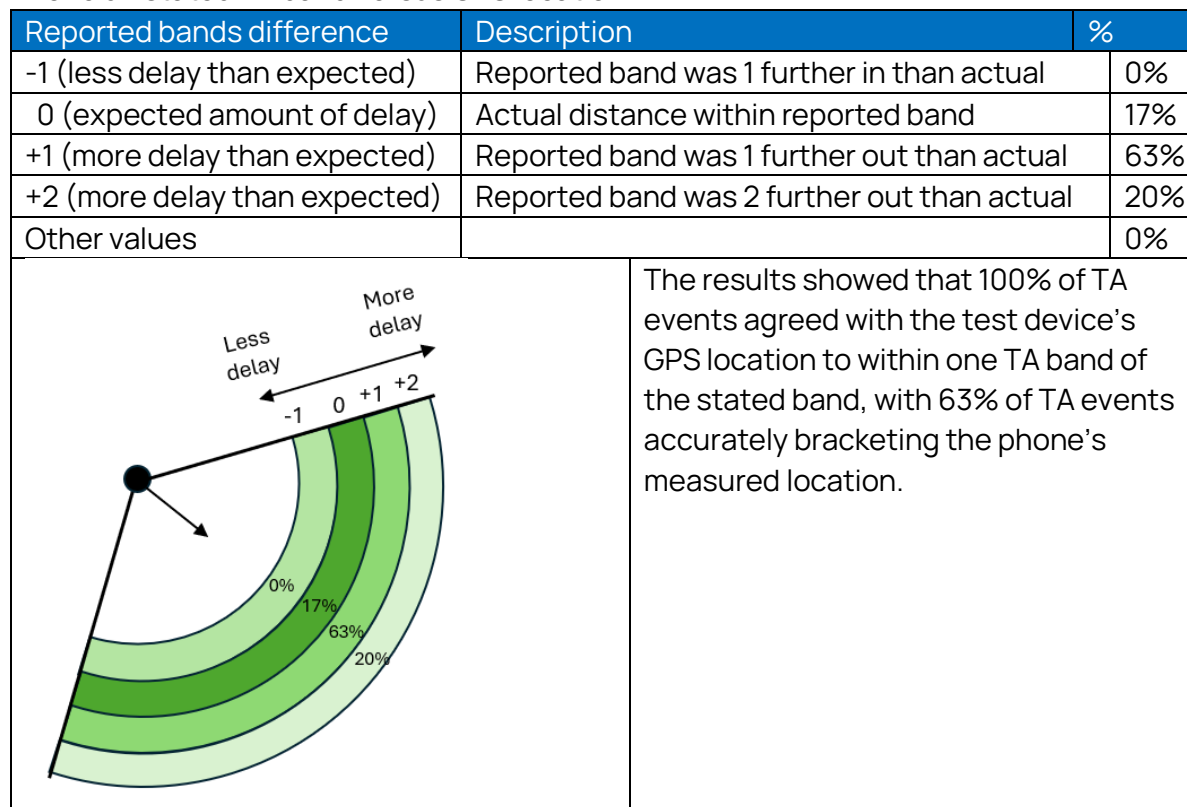 Reported bands difference Description %
-1 (less delay than expected) Reported band was 1 further in than actual 0%
0 (expected amount of delay) Actual distance within reported band 17%
+1 (more delay than expected) Reported band was 1 further out than actual 63%
+2 (more delay than expected) Reported band was 2 further out than actual 20%
Other values 0%
More
delay
Less
delay
-1 0 +1 +2
0%
17%
63%
20%
The results showed that 100% of TA
events agreed with the test device's
GPS location to within one TA band of
the stated band, with 63% of TA events
accurately bracketing the phone's
measured location.